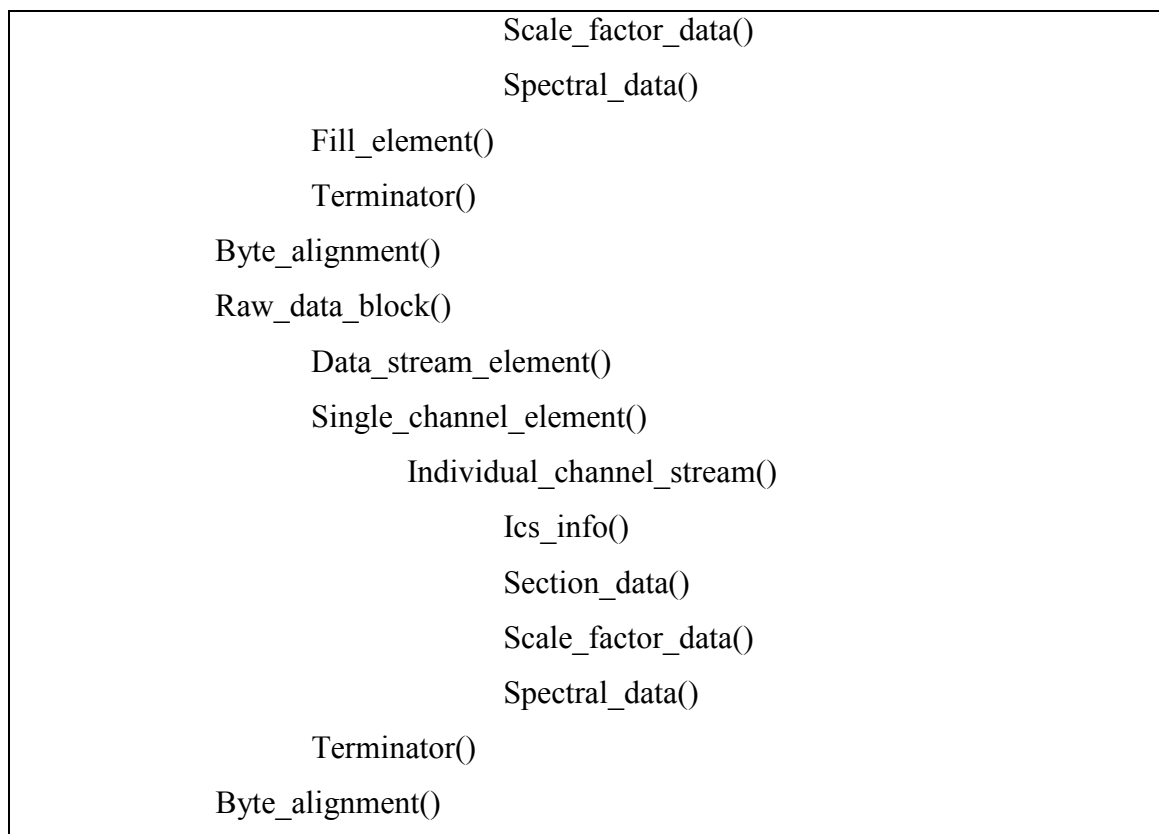 Scale_factor_data()
Spectral_data()
Fill_element()
Terminator()
Byte_alignment()
Raw_data_block()
Data_stream_element()
Single_channel_element()
Individual_channel_stream()
Ics_info()
Section_data()
Scale_factor_data()
Spectral_data()
Terminator()
Byte_alignment()